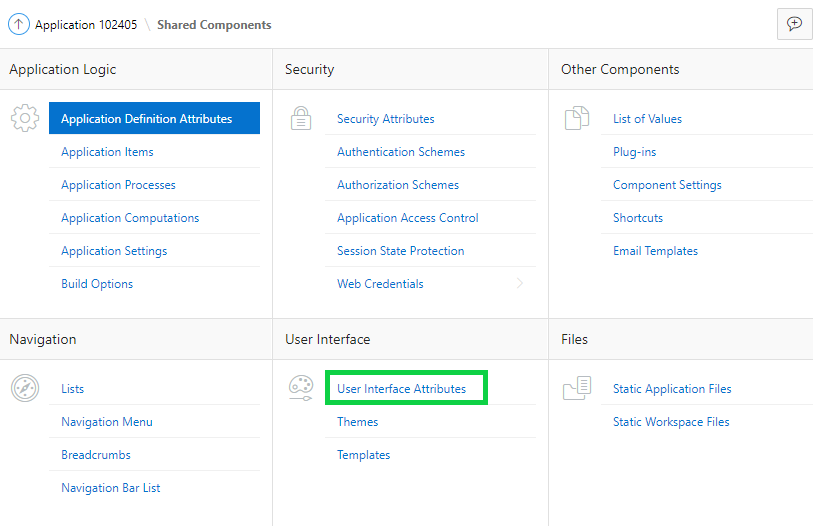 Application 102405 \ Shared Components
Application Logic
Application Definition Attributes
Application Items
Application Processes
Application Computations
Application Settings
Build Options
Security
Security Attributes
Authentication Schemes
Authorization Schemes
Application Access Control
Session State Protection
Web Credentials
Other Components
List of Values
Plug-ins
Component Settings
Shortcuts
Email Templates
Navigation
Lists
Navigation Menu
Breadcrumbs
Navigation Bar List
User Interface
User Interface Attributes
Themes
Templates
Files
Static Application Files
Static Workspace Files